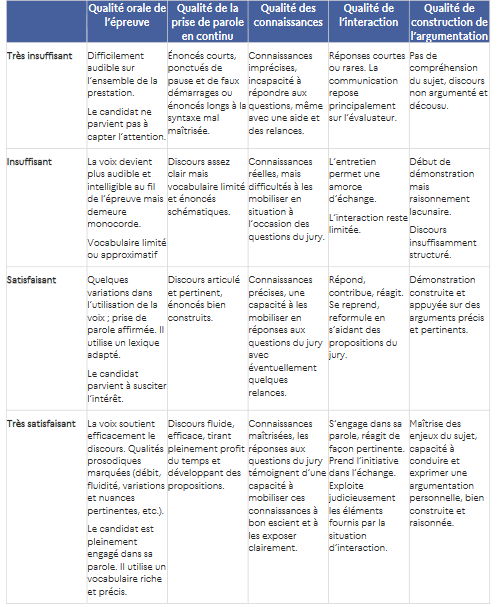 Qualité orale de l'épreuve
Qualité de la prise de parole en continu
Qualité des connaissances
Qualité de l'interaction
Qualité de construction de l'argumentation
Très insuffisant
Difficilement
audible sur
l'ensemble de la
prestation.
Le candidat ne
parvient pas à
capter l'attention.
Énoncés courts,
ponctués de
pause et de faux
démarrages ou
énoncés longs à la
syntaxe mal
maîtrisée.
Connaissances
imprécises,
incapacité à
répondre aux
questions, même
avec une aide et
des relances.
Réponses courtes
ou rares. La
communication
repose
principalement
sur l'évaluateur.
Pas de
compréhension
du sujet, discours
non argumenté et
décousu.
Insuffisant
La voix devient
plus audible et
intelligible au fil
de l'épreuve mais
demeure
monocorde.
Vocabulaire limité
ou approximatif
Discours assez
clair mais
vocabulaire limité
et énoncés
schématiques.
Connaissances
réelles, mais
difficultés à les
mobiliser en
situation à
l'occasion des
questions du jury.
L'entretien
permet une
amorce
d'échange.
L'interaction reste
limitée.
Début de
démonstration
mais
raisonnement
lacunaire.
Discours
insuffisamment
structuré.
Satisfaisant
Quelques
variations dans
l'utilisation de la
voix ; prise de
parole affirmée. Il
utilise un lexique
adapté.
Le candidat
parvient à susciter
l'intérêt.
Discours articulé
et pertinent,
énoncés bien
construits.
Connaissances
précises, une
capacité à les
mobiliser en
réponses aux
questions du jury
avec
éventuellement
quelques
relances.
Répond,
contribue, réagit.
Se reprend,
reformule en
s'aidant des
propositions du
jury.
Démonstration
construite et
appuyée sur des
arguments précis
et pertinents.
Très satisfaisant
La voix soutient
efficacement le
discours. Qualités
prosodiques
marquées (débit,
fluidité, variations
et nuances
pertinentes, etc.).
Le candidat est
pleinement
engagé dans sa
parole. Il utilise un
vocabulaire riche
et précis.
Discours fluide,
efficace, tirant
pleinement profit
du temps et
développant des
propositions.
Connaissances
maîtrisées, les
réponses aux
questions du jury
témoignent d'une
capacité à
mobiliser ces
connaissances à
bon escient et à
les exposer
clairement.
S'engage dans sa
parole, réagit de
façon pertinente.
Prend l'initiative
dans l'échange.
Exploite
judicieusement
les éléments
fournis par la
situation
d'interaction.
Maîtrise des
enjeux du sujet,
capacité à
conduire et
exprimer une
argumentation
personnelle, bien
construite et
raisonnée.